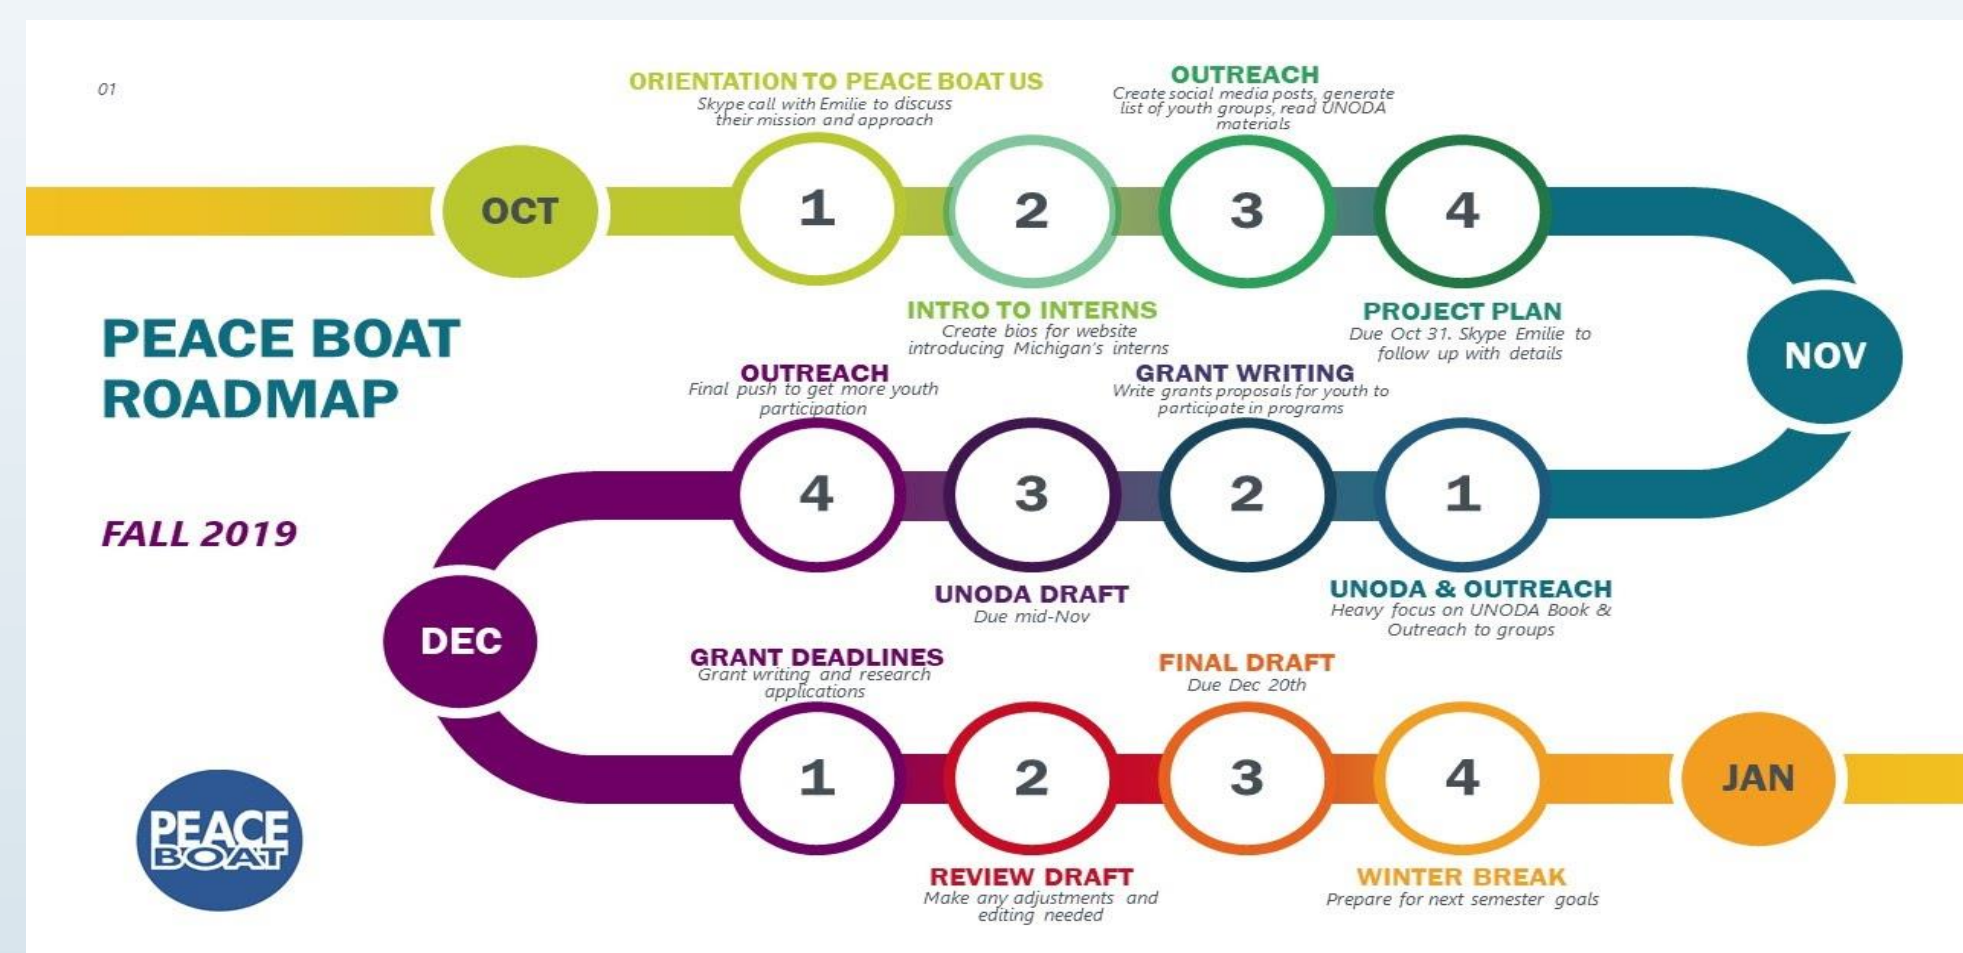 01
ORIENTATION TO PEACE BOAT US
Skype call with Emilie to discuss
their mission and approach
OUTREACH
Create social media posts, generate
list of youth groups, read UNODA
materials
OCT
1
2
3
4
INTRO TO INTERNS
Create bios for website
introducing Michigan's interns
PROJECT PLAN
Due Oct 31. Skype Emilie to
follow up with details
NOV
PEACE BOAT
ROADMAP
FALL 2019
OUTREACH
Final push to get more youth
participation
GRANT WRITING
Write grants proposals for youth to
participate in programs
4
3
2
1
UNODA DRAFT
Due mid-Nov
UNODA & OUTREACH
Heavy focus on UNODA Book &
Outreach to groups
DEC
GRANT DEADLINES
Grant writing and research
applications
FINAL DRAFT
Due Dec 20th
1
2
3
4
JAN
REVIEW DRAFT
Make any adjustments and
editing needed
WINTER BREAK
Prepare for next semester goals
PEACE
BOAT